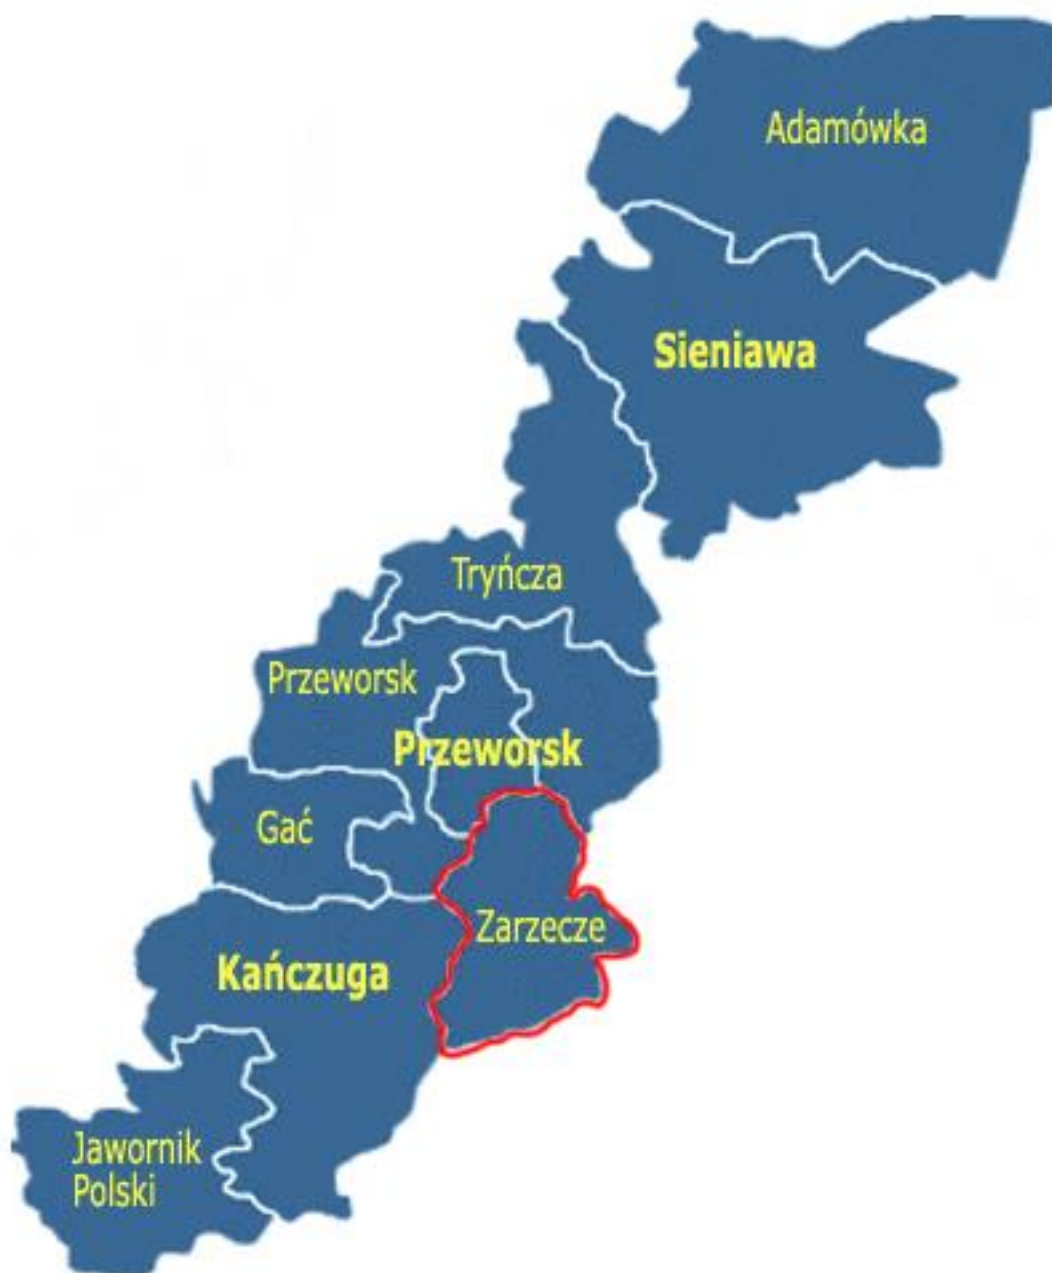 Adamówka
Sieniawa
Tryńcza
Przeworsk
Przeworsk
Gać
Zarzecze
Kańczuga
Jawornik
Polski